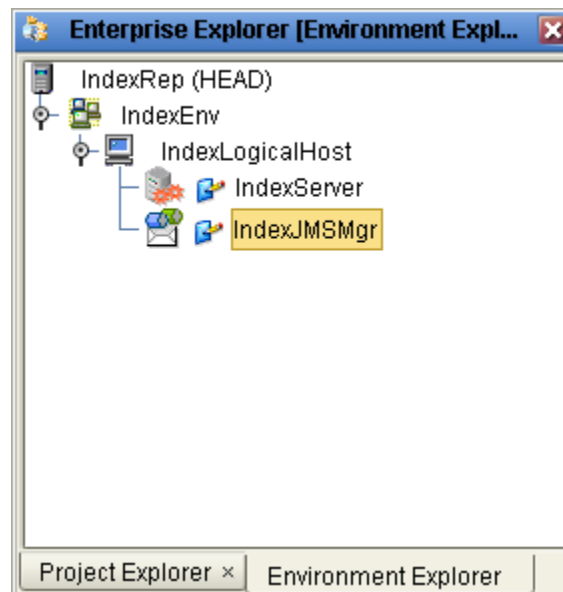 Enterprise Explorer [Environment Expl...
IndexRep (HEAD)
IndexEnv
IndexLogicalHost
IndexServer
IndexJMSMgr
Project Explorer × Environment Explorer